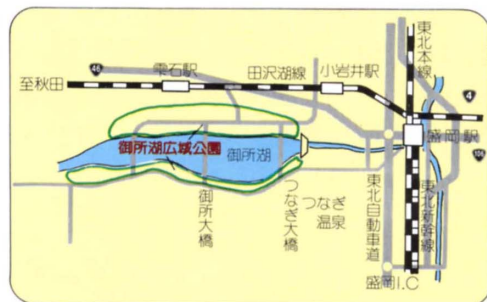 至秋田
46
雫石駅
田沢湖線
小岩井駅
東北本線
4
盛岡駅
106
御所湖広域公園
御所湖
御所大橋
つなぎ大橋
つなぎ
温泉
東北自動車道
東北新幹線
盛岡I.C